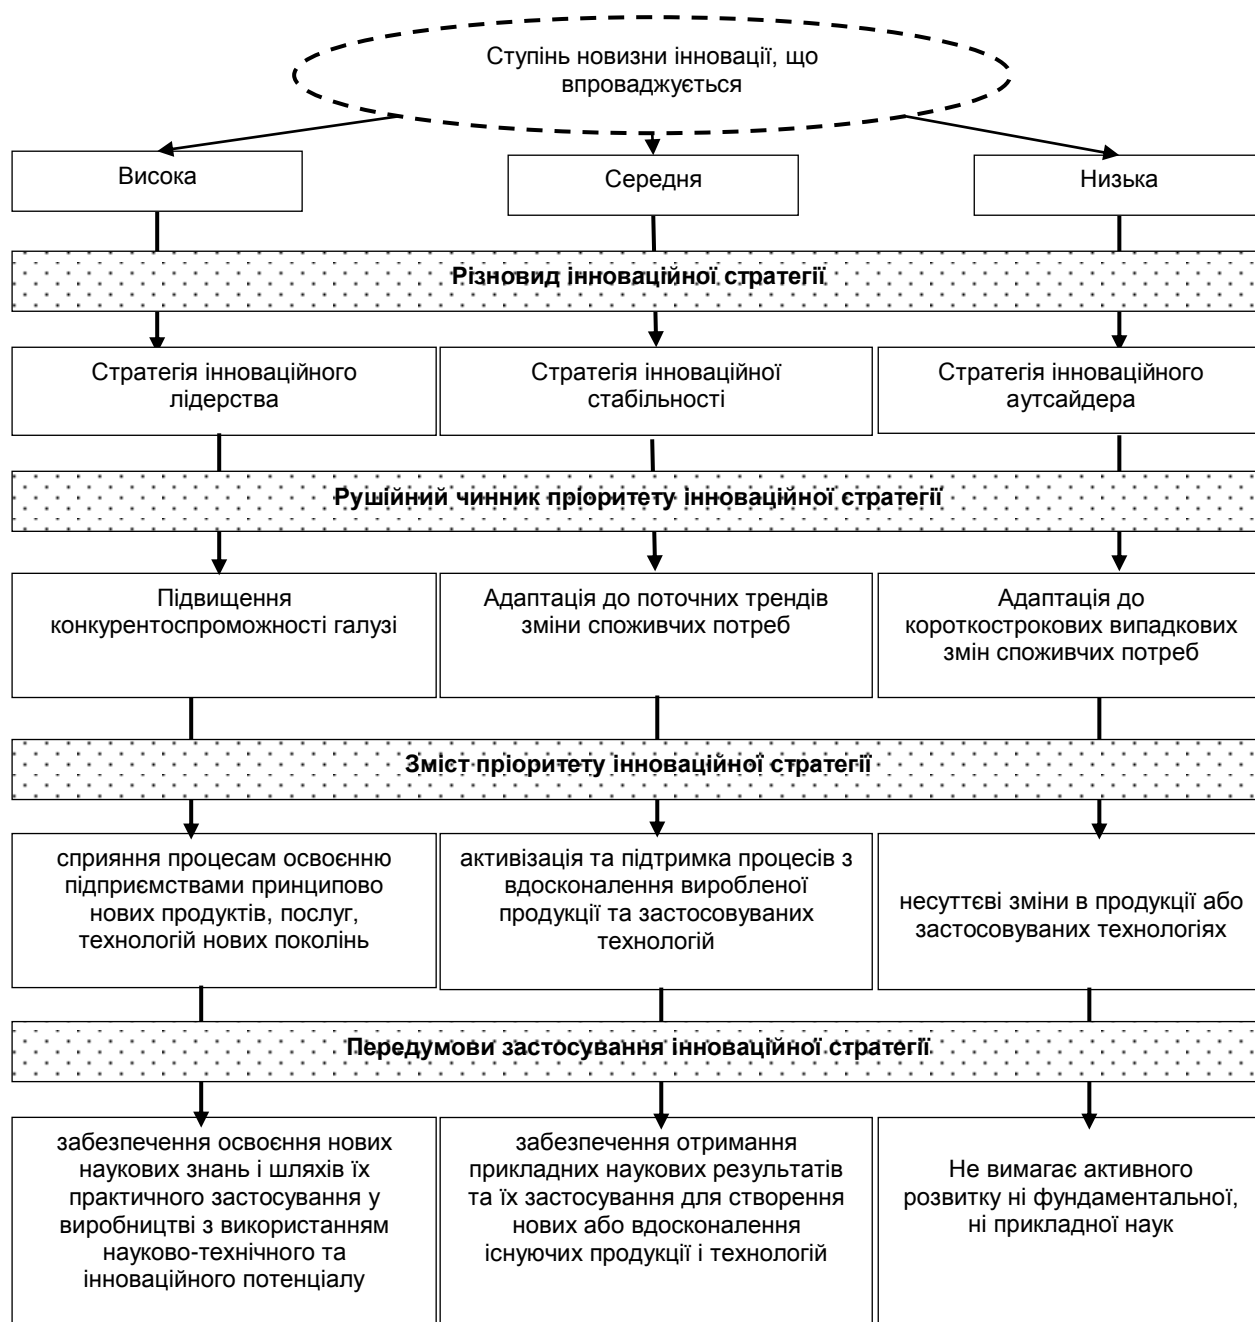 Ступінь новизни інновації, що
впроваджується
Висока
Середня
Низька
Різновид інноваційної стратегії
Стратегія інноваційного
лідерства
Стратегія інноваційної
стабільності
Стратегія інноваційного
аутсайдера
Рушійний чинник пріоритету інноваційної стратегії
Підвищення
конкурентоспроможності галузі
Адаптація до поточних трендів
зміни споживчих потреб
Адаптація до
короткострокових випадкових
змін споживчих потреб
Зміст пріоритету інноваційної стратегії
сприяння процесам освоєнню
підприємствами принципово
нових продуктів, послуг,
технологій нових поколінь
активізація та підтримка процесів з
вдосконалення виробленої
продукції та застосовуваних
технологій
несуттєві зміни в продукції або
застосовуваних технологіях
Передумови застосування інноваційної стратегії
забезпечення освоєння нових
наукових знань і шляхів їх
практичного застосування у
виробництві з використанням
науково-технічного та
інноваційного потенціалу
забезпечення отримання
прикладних наукових результатів
та їх застосування для створення
нових або вдосконалення
існуючих продукції і технологій
Не вимагає активного
розвитку ні фундаментальної,
ні прикладної наук